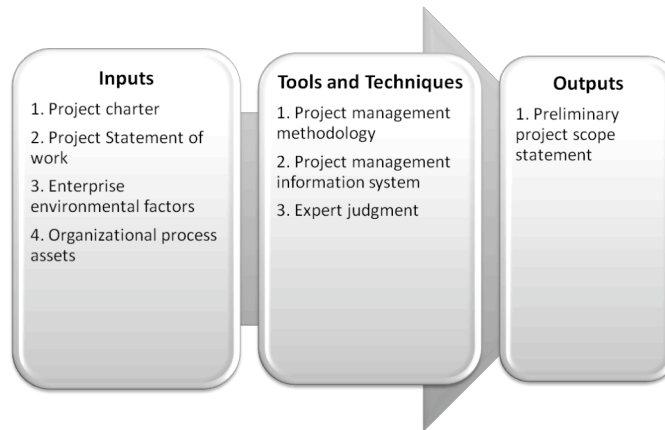 Inputs
1. Project charter
2. Project Statement of
work
3. Enterprise
environmental factors
4. Organizational process
assets
Tools and Techniques
1. Project management
methodology
2. Project management
information system
3. Expert judgment
Outputs
1. Preliminary
project scope
statement